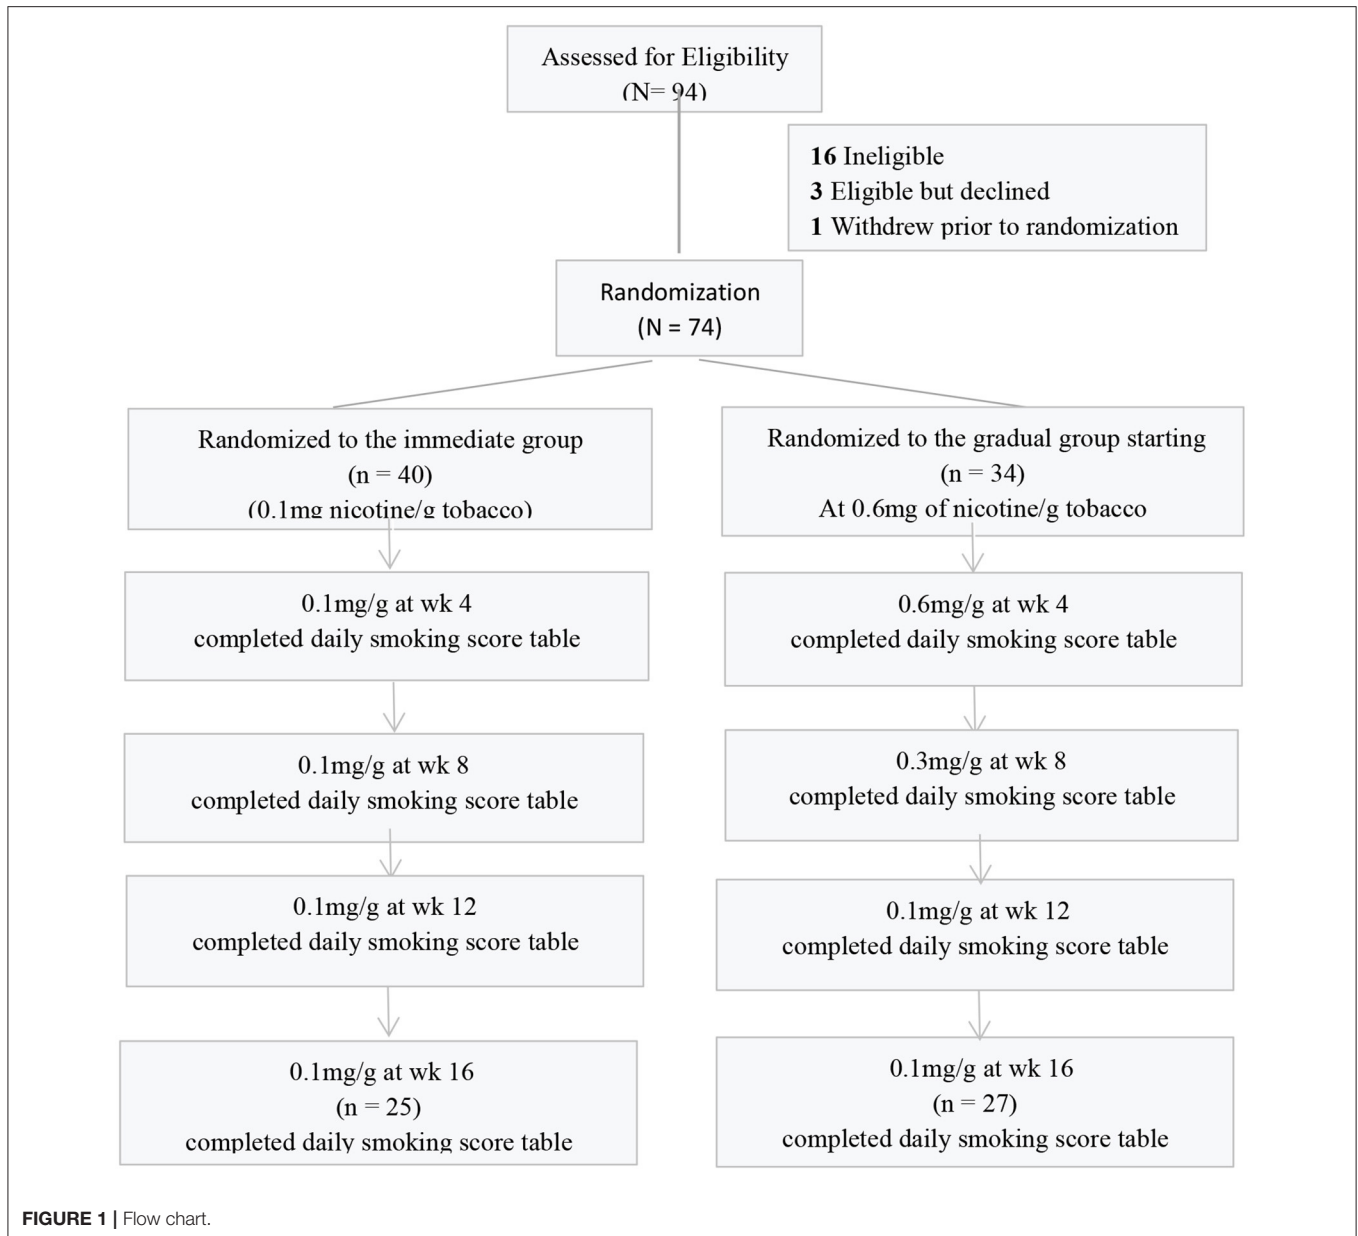 Assessed for Eligibility
(N= 94)
16 Ineligible
3 Eligible but declined
1 Withdrew prior to randomization
Randomization
(N = 74)
Randomized to the immediate group
(n = 40)
(0.1mg nicotine/g tobacco)
Randomized to the gradual group starting
(n = 34)
At 0.6mg of nicotine/g tobacco
0.1mg/g at wk 4
completed daily smoking score table
0.6mg/g at wk 4
completed daily smoking score table
0.1mg/g at wk 8
completed daily smoking score table
0.3mg/g at wk 8
completed daily smoking score table
0.1mg/g at wk 12
completed daily smoking score table
0.1mg/g at wk 12
completed daily smoking score table
0.1mg/g at wk 16
(n = 25)
completed daily smoking score table
0.1mg/g at wk 16
(n = 27)
completed daily smoking score table
FIGURE 1 | Flow chart.